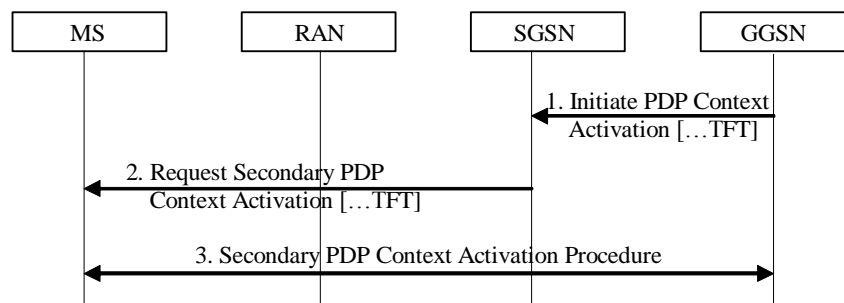 MS RAN SGSN GGSN
1. Initiate PDP Context
Activation […TFT]
2. Request Secondary PDP
Context Activation […TFT]
3. Secondary PDP Context Activation Procedure